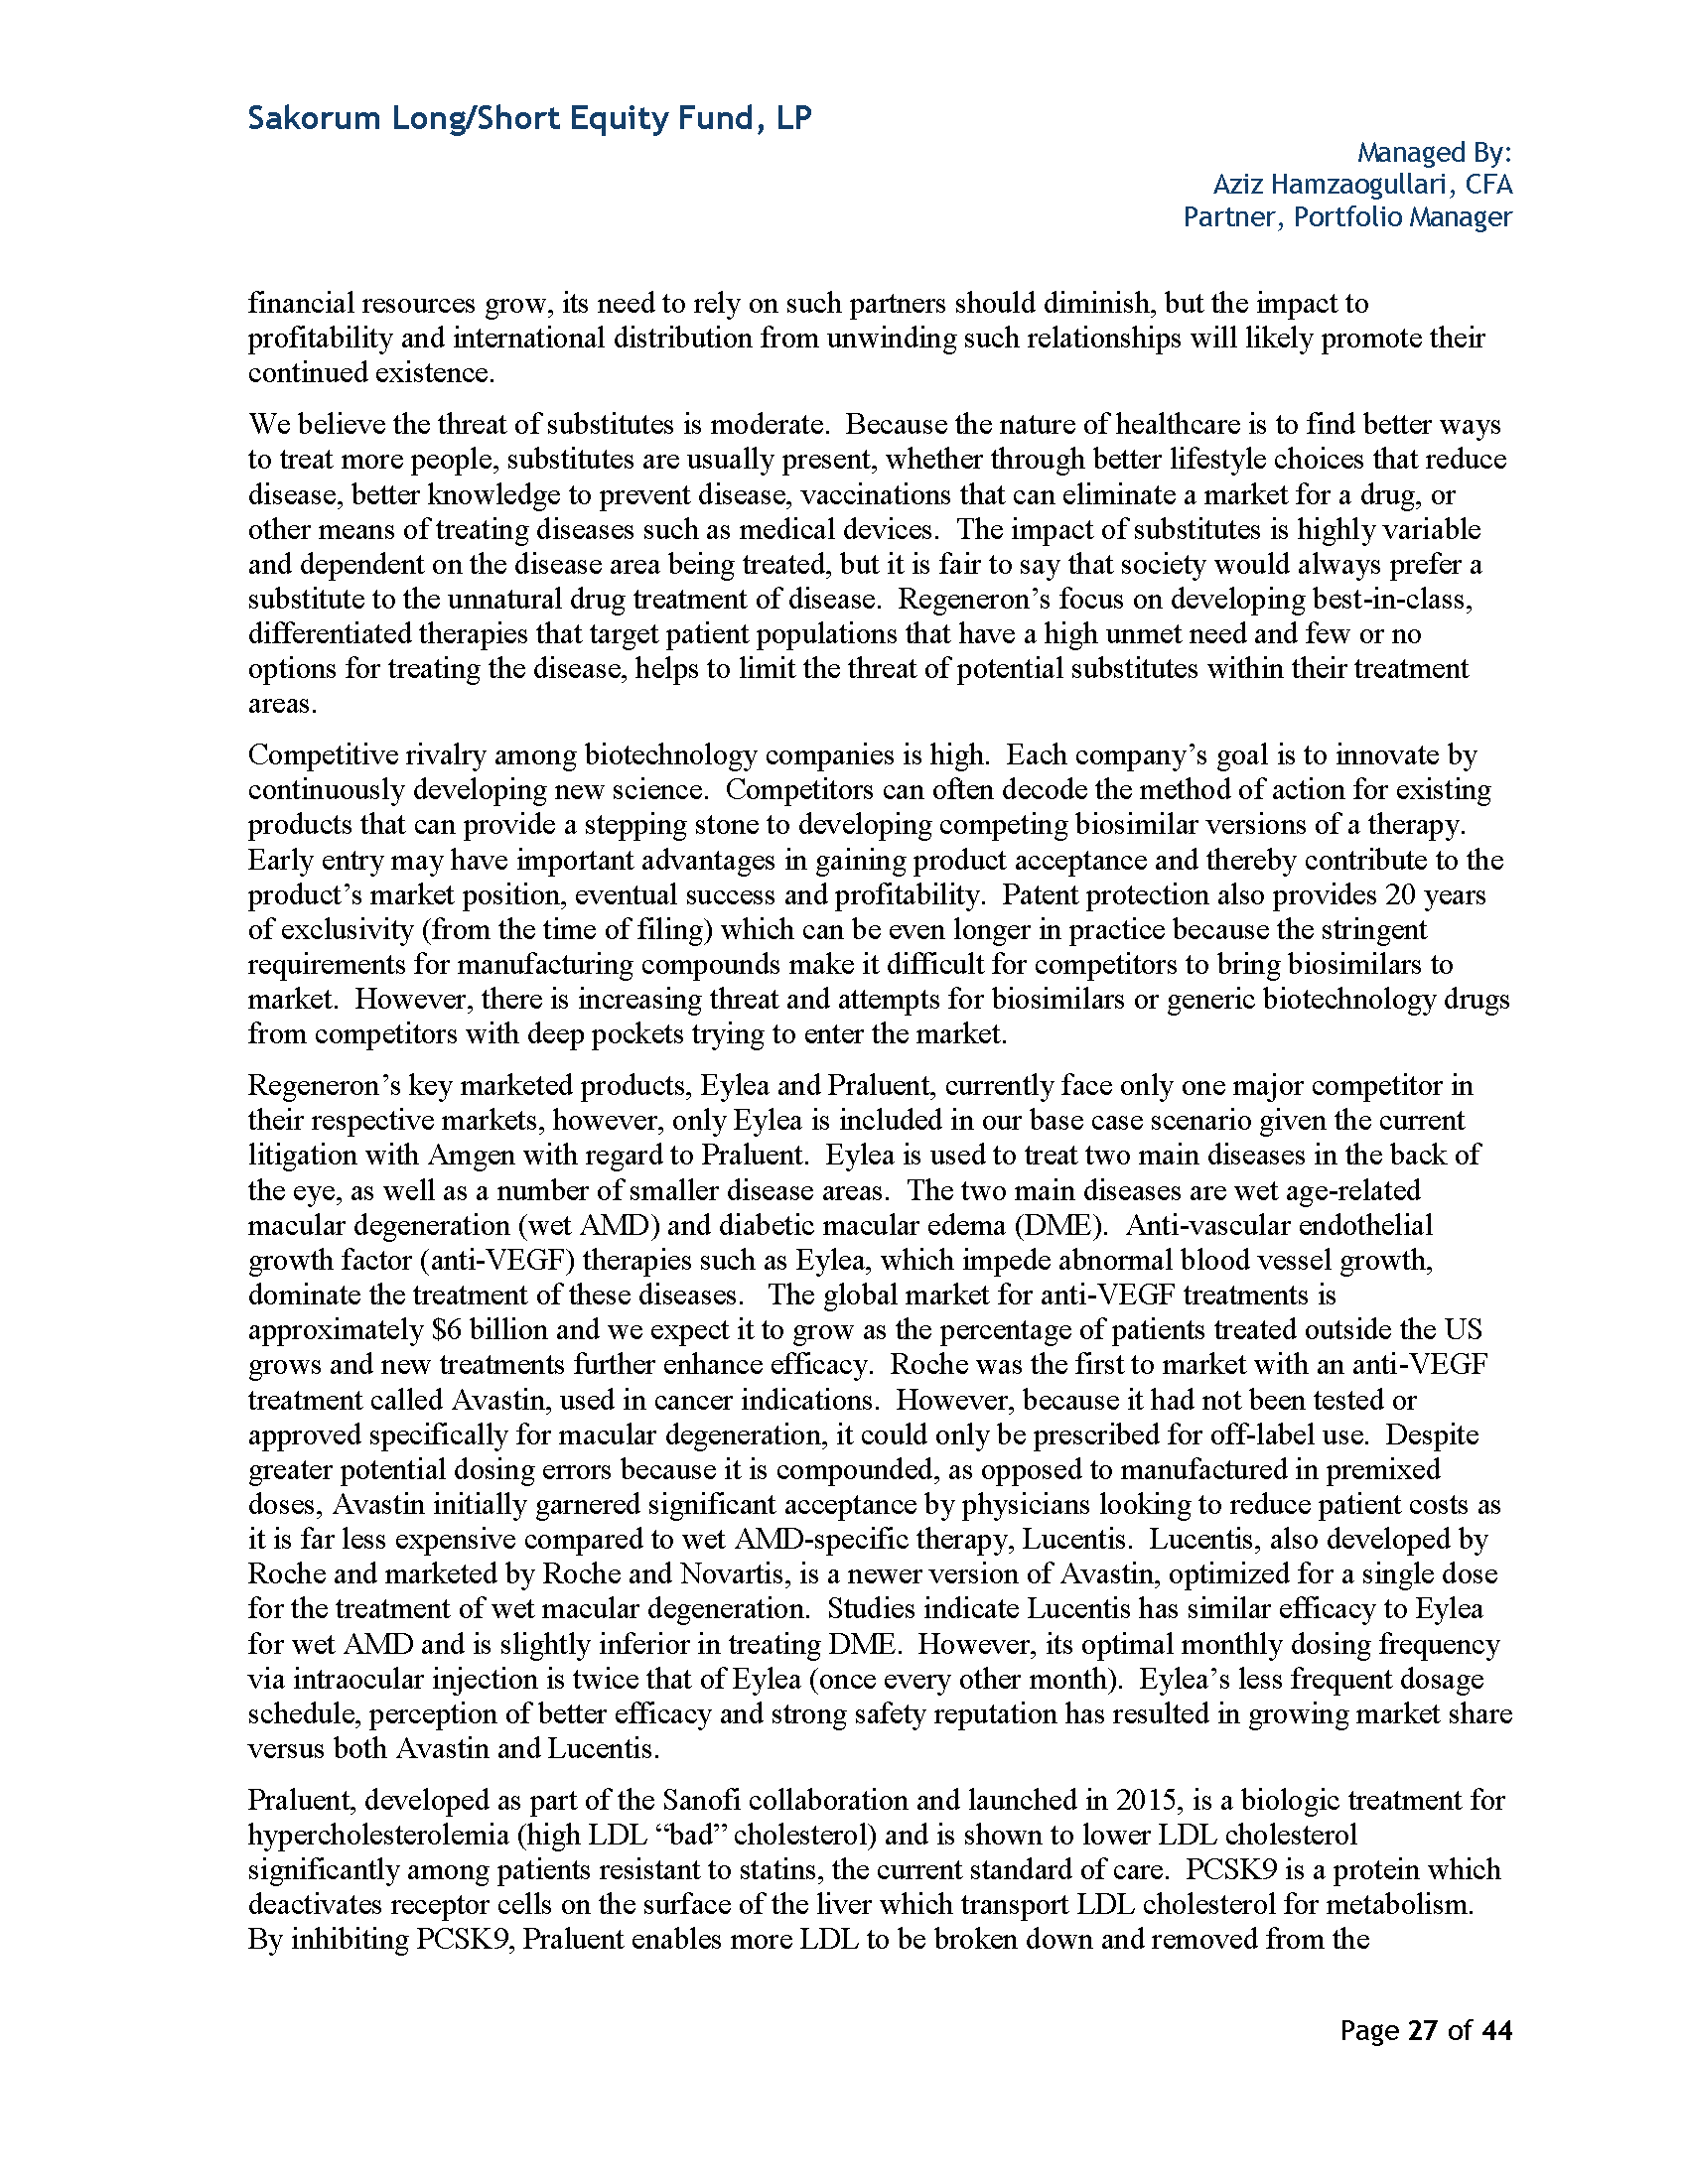 Sakorum Long/Short Equity Fund, LP
Managed By:
Aziz Hamzaogullari, CFA
Partner, Portfolio Manager
financial resources grow, its need to rely on such partners should diminish, but the impact to
profitability and international distribution from unwinding such relationships will likely promote their
continued existence.
We believe the threat of substitutes is moderate.  Because the nature of healthcare is to find better ways
to treat more people, substitutes are usually present, whether through better lifestyle choices that reduce
disease, better knowledge to prevent disease, vaccinations that can eliminate a market for a drug, or
other means of treating diseases such as medical devices.  The impact of substitutes is highly variable
and dependent on the disease area being treated, but it is fair to say that society would always prefer a
substitute to the unnatural drug treatment of disease.  Regeneron’s focus on developing best-in-class,
differentiated therapies that target patient populations that have a high unmet need and few or no
options for treating the disease, helps to limit the threat of potential substitutes within their treatment
areas.
Competitive rivalry among biotechnology companies is high.  Each company’s goal is to innovate by
continuously developing new science.  Competitors can often decode the method of action for existing
products that can provide a stepping stone to developing competing biosimilar versions of a therapy.
Early entry may have important advantages in gaining product acceptance and thereby contribute to the
product’s market position, eventual success and profitability.  Patent protection also provides 20 years
of exclusivity (from the time of filing) which can be even longer in practice because the stringent
requirements for manufacturing compounds make it difficult for competitors to bring biosimilars to
market.  However, there is increasing threat and attempts for biosimilars or generic biotechnology drugs
from competitors with deep pockets trying to enter the market.
Regeneron’s key marketed products, Eylea and Praluent, currently face only one major competitor in
their respective markets, however, only Eylea is included in our base case scenario given the current
litigation with Amgen with regard to Praluent.  Eylea is used to treat two main diseases in the back of
the eye, as well as a number of smaller disease areas.  The two main diseases are wet age-related
macular degeneration (wet AMD) and diabetic macular edema (DME).  Anti-vascular endothelial
growth factor (anti-VEGF) therapies such as Eylea, which impede abnormal blood vessel growth,
dominate the treatment of these diseases.   The global market for anti-VEGF treatments is
approximately $6 billion and we expect it to grow as the percentage of patients treated outside the US
grows and new treatments further enhance efficacy.  Roche was the first to market with an anti-VEGF
treatment called Avastin, used in cancer indications.  However, because it had not been tested or
approved specifically for macular degeneration, it could only be prescribed for off-label use.  Despite
greater potential dosing errors because it is compounded, as opposed to manufactured in premixed
doses, Avastin initially garnered significant acceptance by physicians looking to reduce patient costs as
it is far less expensive compared to wet AMD-specific therapy, Lucentis.  Lucentis, also developed by
Roche and marketed by Roche and Novartis, is a newer version of Avastin, optimized for a single dose
for the treatment of wet macular degeneration.  Studies indicate Lucentis has similar efficacy to Eylea
for wet AMD and is slightly inferior in treating DME.  However, its optimal monthly dosing frequency
via intraocular injection is twice that of Eylea (once every other month).  Eylea’s less frequent dosage
schedule, perception of better efficacy and strong safety reputation has resulted in growing market share
versus both Avastin and Lucentis.
Praluent, developed as part of the Sanofi collaboration and launched in 2015, is a biologic treatment for
hypercholesterolemia (high LDL “bad” cholesterol) and is shown to lower LDL cholesterol
significantly among patients resistant to statins, the current standard of care.  PCSK9 is a protein which
deactivates receptor cells on the surface of the liver which transport LDL cholesterol for metabolism.
By inhibiting PCSK9, Praluent enables more LDL to be broken down and removed from the
Page 27 of 44